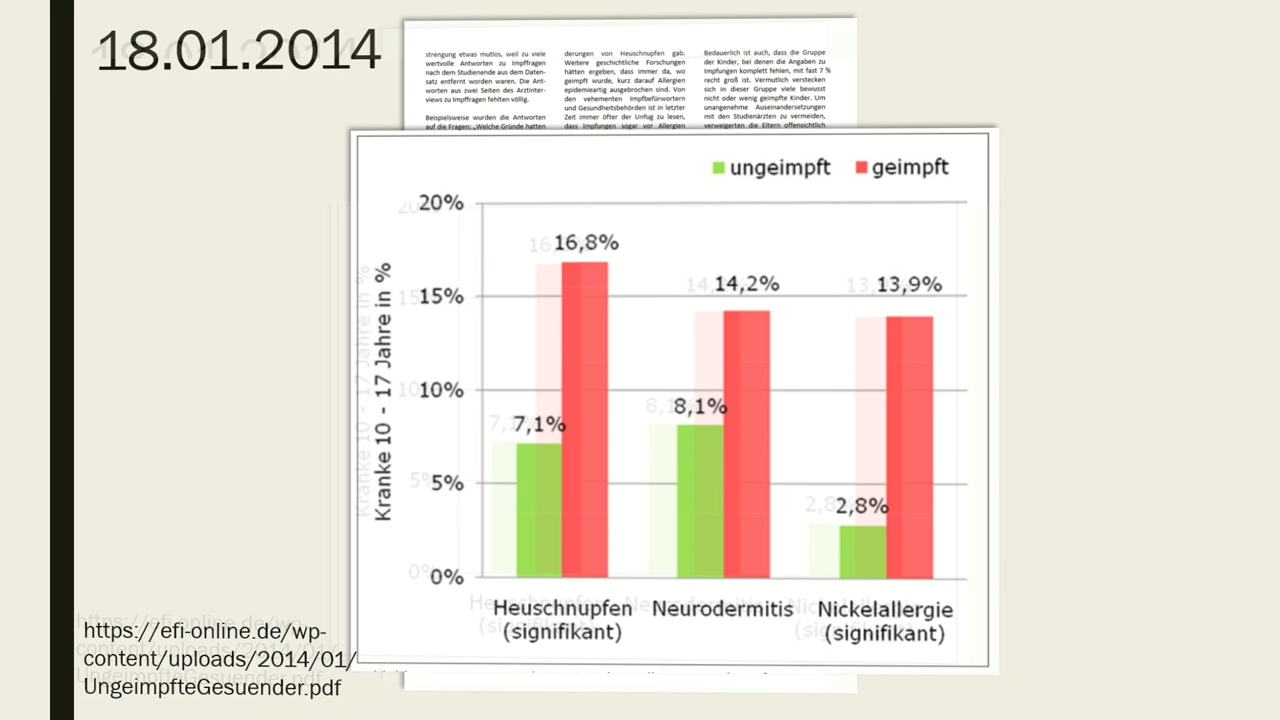 18.01.2014
strengung etwas mutlos, weil zu viele
wertvolle Antworten zu Impffragen
nach dem Studienende aus dem Daten-
satz entfernt worden waren. Die Ant-
worten aus zwei Seiten des Arztinter-
views zu Impffragen fehlten völlig.
Beispielsweise wurden die Antworten
auf die Fragen: „Welche Gründe hatten
derungen von Heuschnupfen gab.
Weitere geschichtliche Forschungen
hätten ergeben, dass immer da, wo
geimpft wurde, kurz darauf Allergien
epidemieartig ausgebrochen sind. Von
den vehementen Impfbefürwortern
und Gesundheitsbehörden ist in letzter
Zeit immer öfter der Unfug zu lesen,
dass Impfungen sogar vor Allergien
Bedauerlich ist auch, dass die Gruppe
der Kinder, bei denen die Angaben zu
Impfungen komplett fehlen, mit fast 7 %
recht groß ist. Vermutlich verstecken
sich in dieser Gruppe viele bewusst
nicht oder wenig geimpfte Kinder. Um
unangenehme Auseinandersetzungen
mit den Studienärzten zu vermeiden,
verweigerten die Eltern offensichtlich
ungeimpft geimpft
Kranke 10 - 17 Jahre in %
20%
15%
10%
5%
0%
16,8%
14,2%
13,9%
7,1%
8,1%
2,8%
Heuschnupfen Neurodermitis Nickelallergie
(signifikant) (signifikant)
https://efi-online.de/wp-
content/uploads/2014/01/
UngeimpfteGesuender.pdf